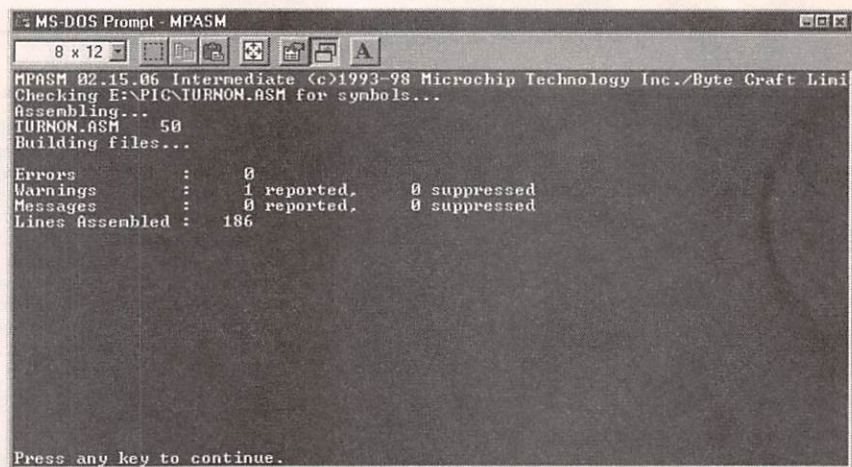 MS-DOS Prompt - MPASM
8 x 12
A
MPASM 02.15.06 Intermediate (c)1993-98 Microchip Technology Inc./Byte Craft Limi
Checking E:\PIC\TURNON.ASM for symbols...
Assembling...
TURNON.ASM 50
Building files...
Errors : 0
Warnings : 1 reported, 0 suppressed
Messages : 0 reported, 0 suppressed
Lines Assembled : 186
Press any key to continue.